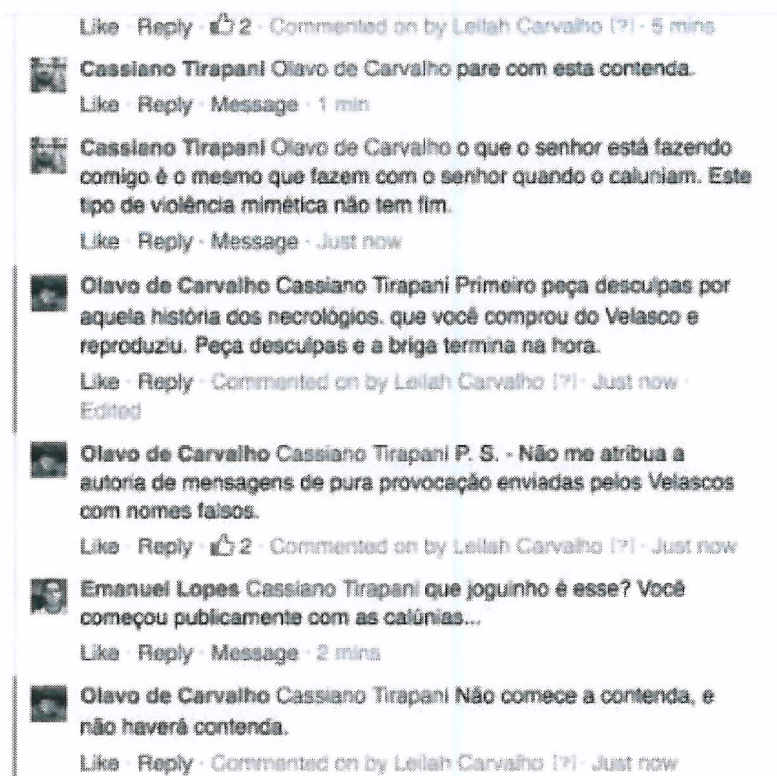 Like · Reply · 2 · Commented on by Leilah Carvalho [?] · 5 mins
Cassiano Tirapani Olavo de Carvalho pare com esta contenda.
Like · Reply · Message · 1 min
Cassiano Tirapani Olavo de Carvalho o que o senhor está fazendo
comigo é o mesmo que fazem com o senhor quando o caluniam. Este
tipo de violência mimética não tem fim.
Like · Reply · Message · Just now
Olavo de Carvalho Cassiano Tirapani Primeiro peça desculpas por
aquela história dos necrológios. que você comprou do Velasco e
reproduziu. Peça desculpas e a briga termina na hora.
Like · Reply · Commented on by Leilah Carvalho [?] · Just now ·
Edited
Olavo de Carvalho Cassiano Tirapani P. S. - Não me atribua a
autoria de mensagens de pura provocação enviadas pelos Velascos
com nomes falsos.
Like · Reply · 2 · Commented on by Leilah Carvalho [?] · Just now
Emanuel Lopes Cassiano Tirapani que joguinho é esse? Você
começou publicamente com as calúnias...
Like · Reply · Message · 2 mins
Olavo de Carvalho Cassiano Tirapani Não comece a contenda, e
não haverá contenda.
Like · Reply · Commented on by Leilah Carvalho [?] · Just now